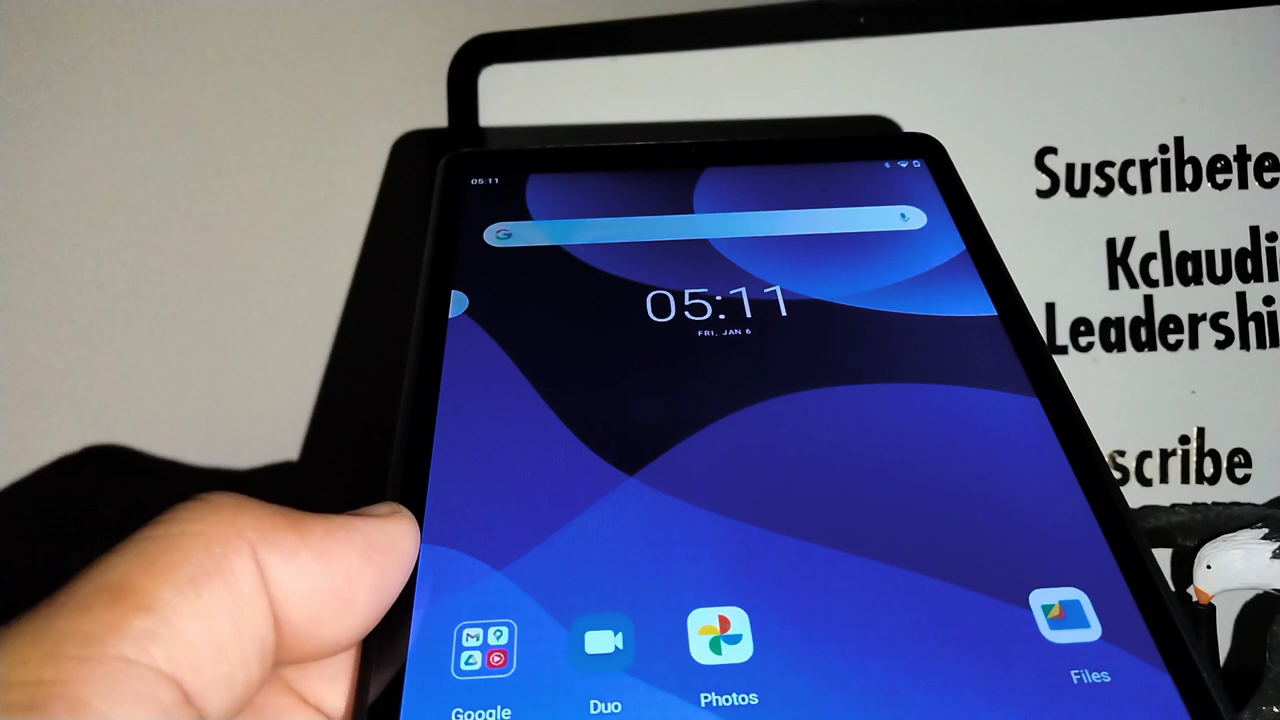 05:11
05:11
FRI, JAN 6
Google
Duo
Photos
Files
Suscribete
Kclaudi
Leadershi
scribe